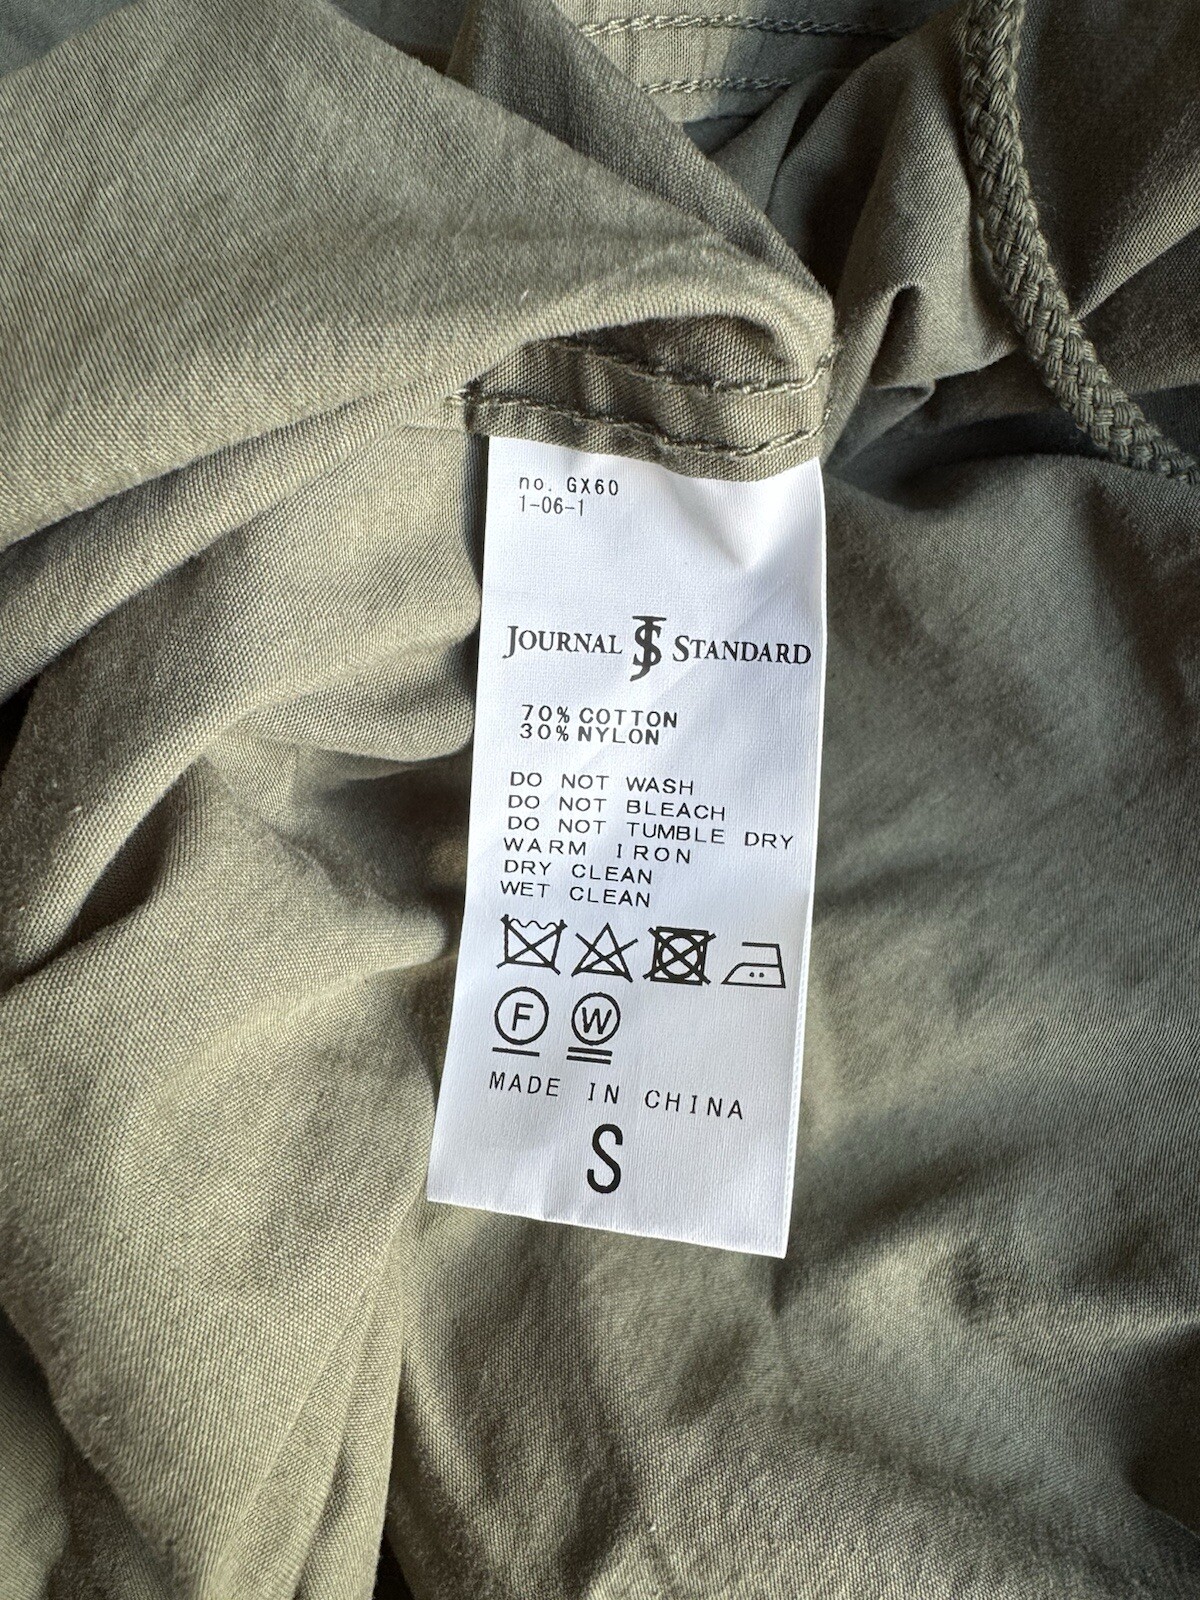 no. GX60
1-06-1
JOURNAL JS STANDARD
70% COTTON
30% NYLON
DO NOT WASH
DO NOT BLEACH
DO NOT TUMBLE DRY
WARM IRON
DRY CLEAN
WET CLEAN
F W
MADE IN CHINA
S